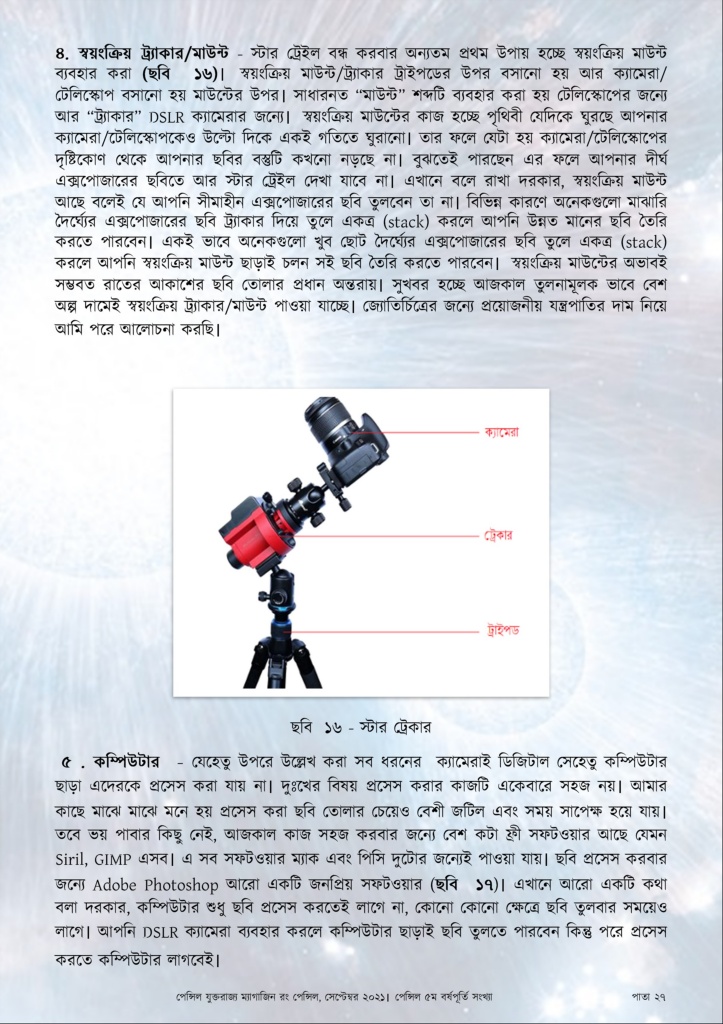 ৪. স্বয়ংক্রিয় ট্র্যাকার/মাউন্ট - স্টার ট্রেইল বন্ধ করবার অন্যতম প্রথম উপায় হচ্ছে স্বয়ংক্রিয় মাউন্ট
ব্যবহার করা (ছবি ১৬)। স্বয়ংক্রিয় মাউন্ট/ট্র্যাকার ট্রাইপডের উপর বসানো হয় আর ক্যামেরা/
টেলিস্কোপ বসানো হয় মাউন্টের উপর। সাধারনত “মাউন্ট” শব্দটি ব্যবহার করা হয় টেলিস্কোপের জন্যে
আর “ট্র্যাকার” DSLR ক্যামেরার জন্যে। স্বয়ংক্রিয় মাউন্টের কাজ হচ্ছে পৃথিবী যেদিকে ঘুরছে আপনার
ক্যামেরা/টেলিস্কোপকেও উল্টো দিকে একই গতিতে ঘুরানো। তার ফলে যেটা হয় ক্যামেরা/টেলিস্কোপের
দৃষ্টিকোণ থেকে আপনার ছবির বস্তুটি কখনো নড়ছে না। বুঝতেই পারছেন এর ফলে আপনার দীর্ঘ
এক্সপোজারের ছবিতে আর স্টার ট্রেইল দেখা যাবে না। এখানে বলে রাখা দরকার, স্বয়ংক্রিয় মাউন্ট
আছে বলেই যে আপনি সীমাহীন এক্সপোজারের ছবি তুলবেন তা না। বিভিন্ন কারণে অনেকগুলো মাঝারি
দৈর্ঘ্যের এক্সপোজারের ছবি ট্র্যাকার দিয়ে তুলে একত্র (stack) করলে আপনি উন্নত মানের ছবি তৈরি
করতে পারবেন। একই ভাবে অনেকগুলো খুব ছোট দৈর্ঘ্যের এক্সপোজারের ছবি তুলে একত্র (stack)
করলে আপনি স্বয়ংক্রিয় মাউন্ট ছাড়াই চলন সই ছবি তৈরি করতে পারবেন। স্বয়ংক্রিয় মাউন্টের অভাবই
সম্ভবত রাতের আকাশের ছবি তোলার প্রধান অন্তরায়। সুখবর হচ্ছে আজকাল তুলনামূলক ভাবে বেশ
অল্প দামেই স্বয়ংক্রিয় ট্র্যাকার/মাউন্ট পাওয়া যাচ্ছে। জ্যোতির্চিত্রের জন্যে প্রয়োজনীয় যন্ত্রপাতির দাম নিয়ে
আমি পরে আলোচনা করছি।
ক্যামেরা
ট্রেকার
ট্রাইপড
ছবি ১৬ - স্টার ট্রেকার
৫ . কম্পিউটার - যেহেতু উপরে উল্লেখ করা সব ধরনের ক্যামেরাই ডিজিটাল সেহেতু কম্পিউটার
ছাড়া এদেরকে প্রসেস করা যায় না। দুঃখের বিষয় প্রসেস করার কাজটি একেবারে সহজ নয়। আমার
কাছে মাঝে মাঝে মনে হয় প্রসেস করা ছবি তোলার চেয়েও বেশী জটিল এবং সময় সাপেক্ষ হয়ে যায়।
তবে ভয় পাবার কিছু নেই, আজকাল কাজ সহজ করবার জন্যে বেশ কটা ফ্রী সফটওয়ার আছে যেমন
Siril, GIMP এসব। এ সব সফটওয়ার ম্যাক এবং পিসি দুটোর জন্যেই পাওয়া যায়। ছবি প্রসেস করবার
জন্যে Adobe Photoshop আরো একটি জনপ্রিয় সফটওয়ার (ছবি ১৭)। এখানে আরো একটি কথা
বলা দরকার, কম্পিউটার শুধু ছবি প্রসেস করতেই লাগে না, কোনো কোনো ক্ষেত্রে ছবি তুলবার সময়েও
লাগে। আপনি DSLR ক্যামেরা ব্যবহার করলে কম্পিউটার ছাড়াই ছবি তুলতে পারবেন কিন্তু পরে প্রসেস
করতে কম্পিউটার লাগবেই।
পেন্সিল যুক্তরাজ্য ম্যাগাজিন রং পেন্সিল, সেপ্টেম্বর ২০২১। পেন্সিল ৫ম বর্ষপূর্তি সংখ্যা
পাতা ২৭